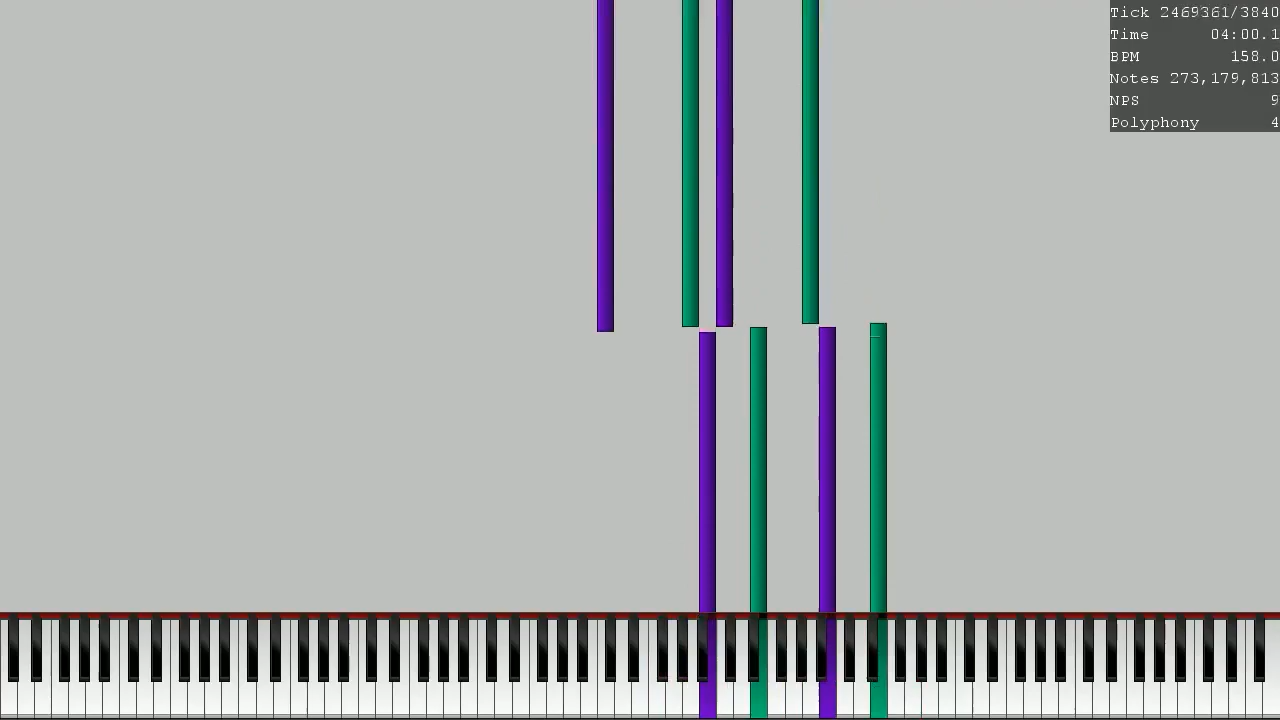 Tick 2469361/3840
Time 04:00.1
BPM 158.0
Notes 273,179,813
NPS 9
Polyphony 4